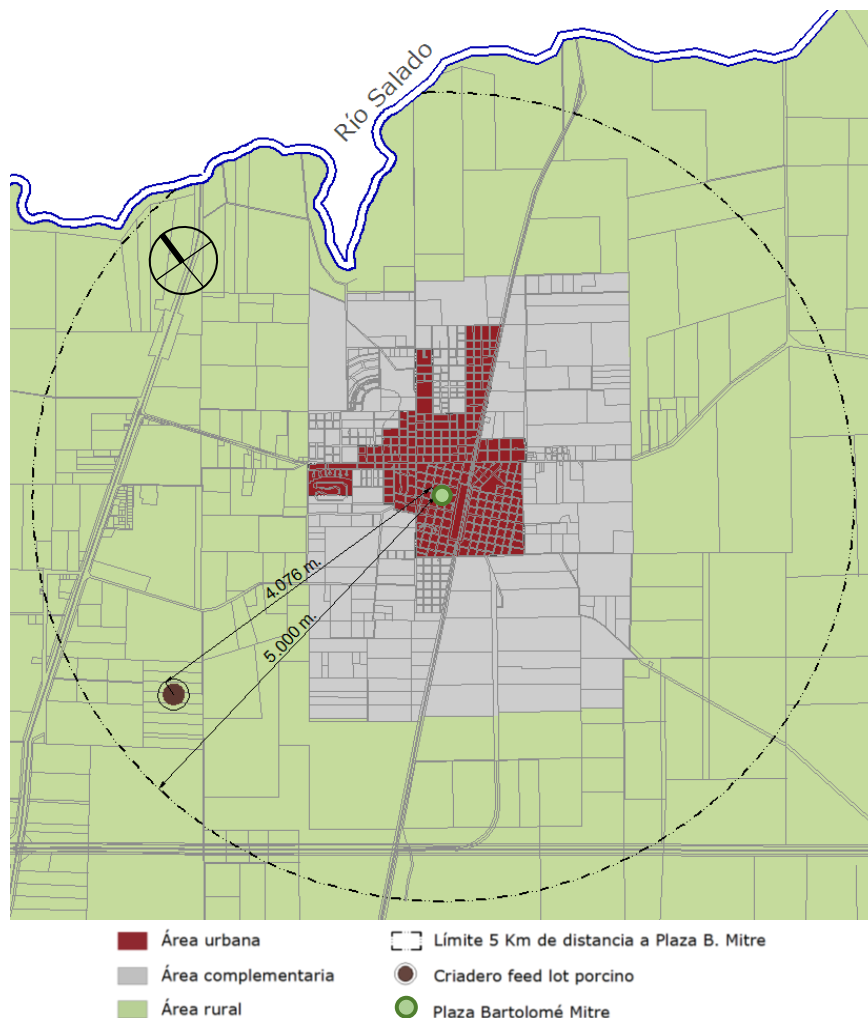 Río Salado
4.076 m.
5.000 m.
Área urbana
Límite 5 Km de distancia a Plaza B. Mitre
Área complementaria
Criadero feed lot porcino
Área rural
Plaza Bartolomé Mitre